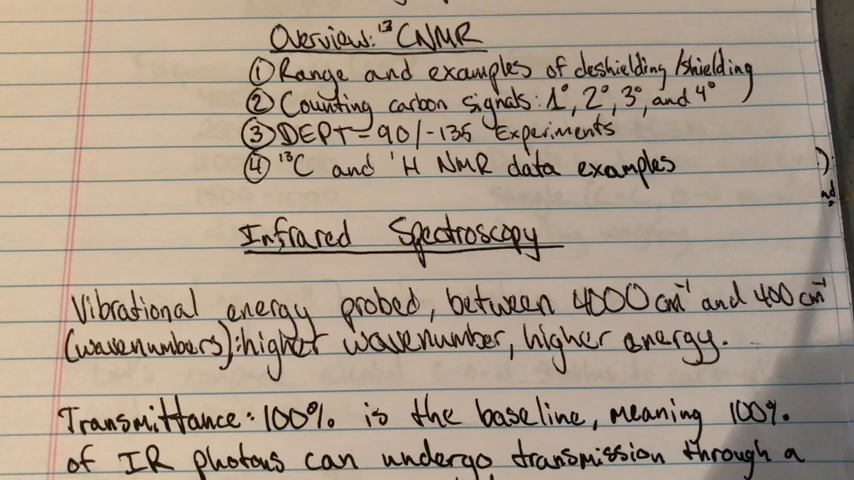 Overview: ¹³CNMR
① Range and examples of deshielding/shielding
② Counting carbon signals: 1°, 2°, 3°, and 4°
③ DEPT-90/-135 Experiments
④ ¹³C and ¹H NMR data examples
Infrared Spectroscopy
Vibrational energy probed, between 4000 cm⁻¹ and 400 cm⁻¹
(wavenumbers): higher wavenumber, higher energy.
Transmittance: 100% is the baseline, meaning 100%
of IR photons can undergo transmission through a